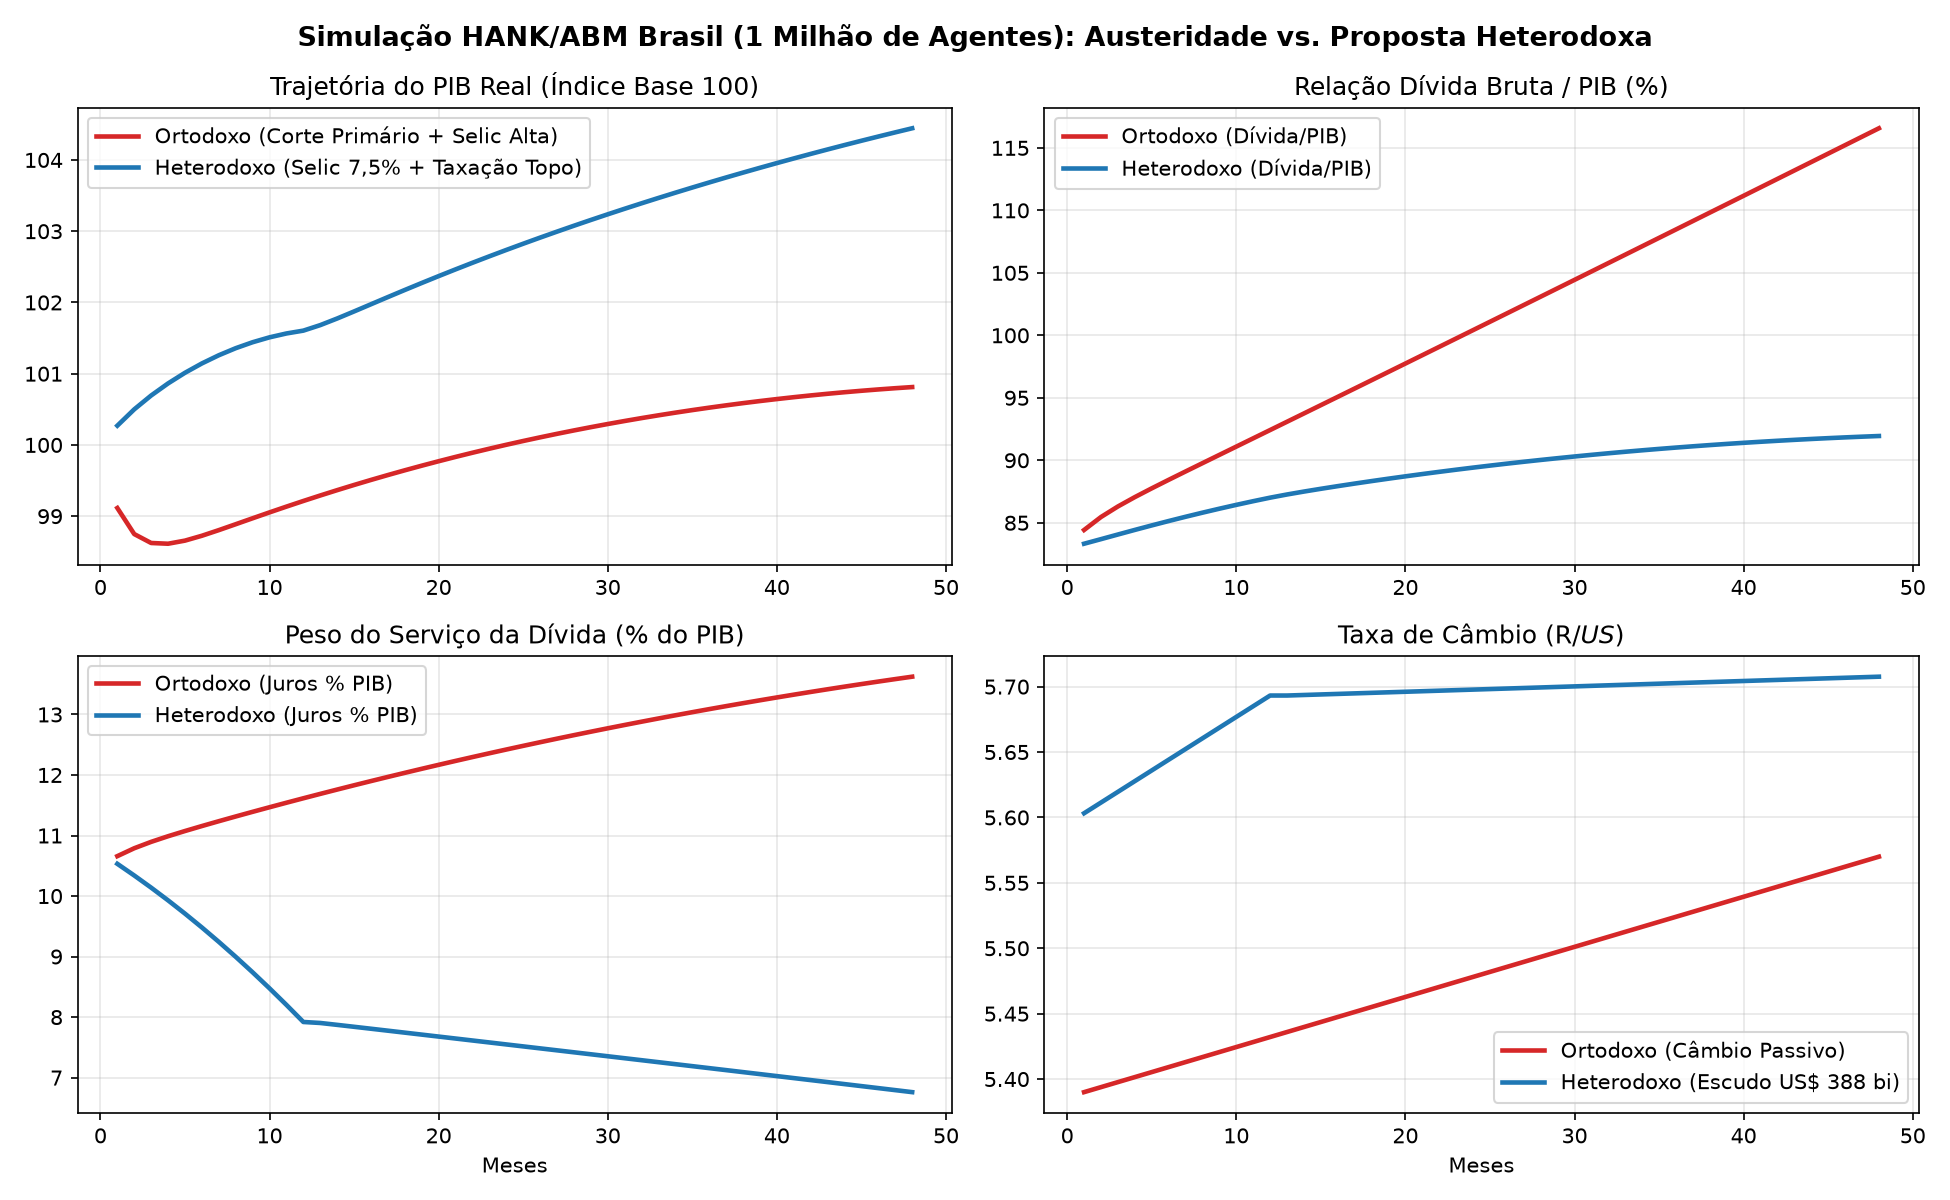 Simulação HANK/ABM Brasil (1 Milhão de Agentes): Austeridade vs. Proposta Heterodoxa
Trajetória do PIB Real (Índice Base 100)
Ortodoxo (Corte Primário + Selic Alta)
Heterodoxo (Selic 7,5% + Taxação Topo)
104
103
102
101
100
99
0 10 20 30 40 50
Relação Dívida Bruta / PIB (%)
Ortodoxo (Dívida/PIB)
Heterodoxo (Dívida/PIB)
115
110
105
100
95
90
85
0 10 20 30 40 50
Peso do Serviço da Dívida (% do PIB)
Ortodoxo (Juros % PIB)
Heterodoxo (Juros % PIB)
13
12
11
10
9
8
7
0 10 20 30 40 50
Meses
Taxa de Câmbio (R/US)
5.70
5.65
5.60
5.55
5.50
5.45
5.40
Ortodoxo (Câmbio Passivo)
Heterodoxo (Escudo US$ 388 bi)
0 10 20 30 40 50
Meses